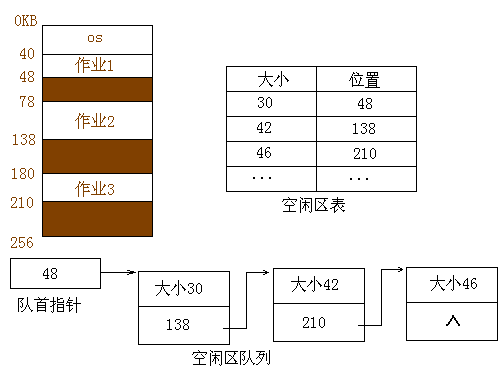 0KB
os
40
作业1
48
78
作业2
138
180
作业3
210
256
大小 位置
30 48
42 138
46 210
... ...
空闲区表
48
队首指针
大小30
138
大小42
210
大小46
∧
空闲区队列